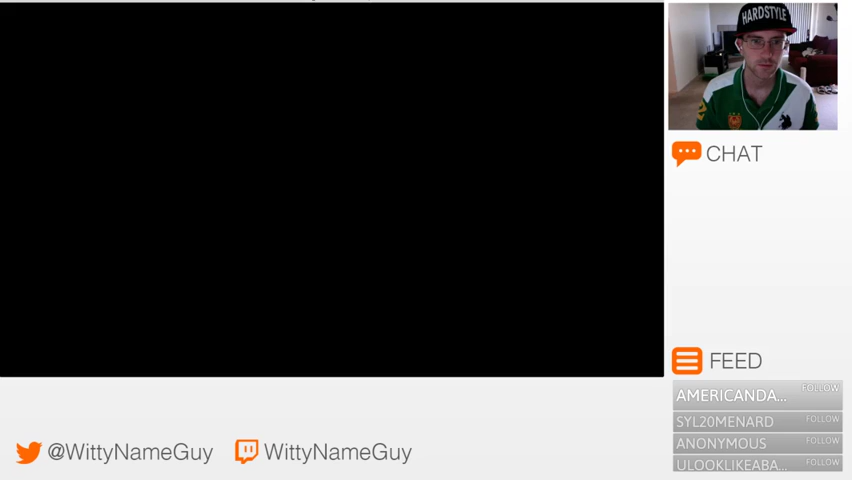 HARDSTYLE
CHAT
FEED
AMERICANDA... FOLLOW
SYL20MENARD FOLLOW
ANONYMOUS FOLLOW
ULOOKLIKEABA... FOLLOW
@WittyNameGuy WittyNameGuy